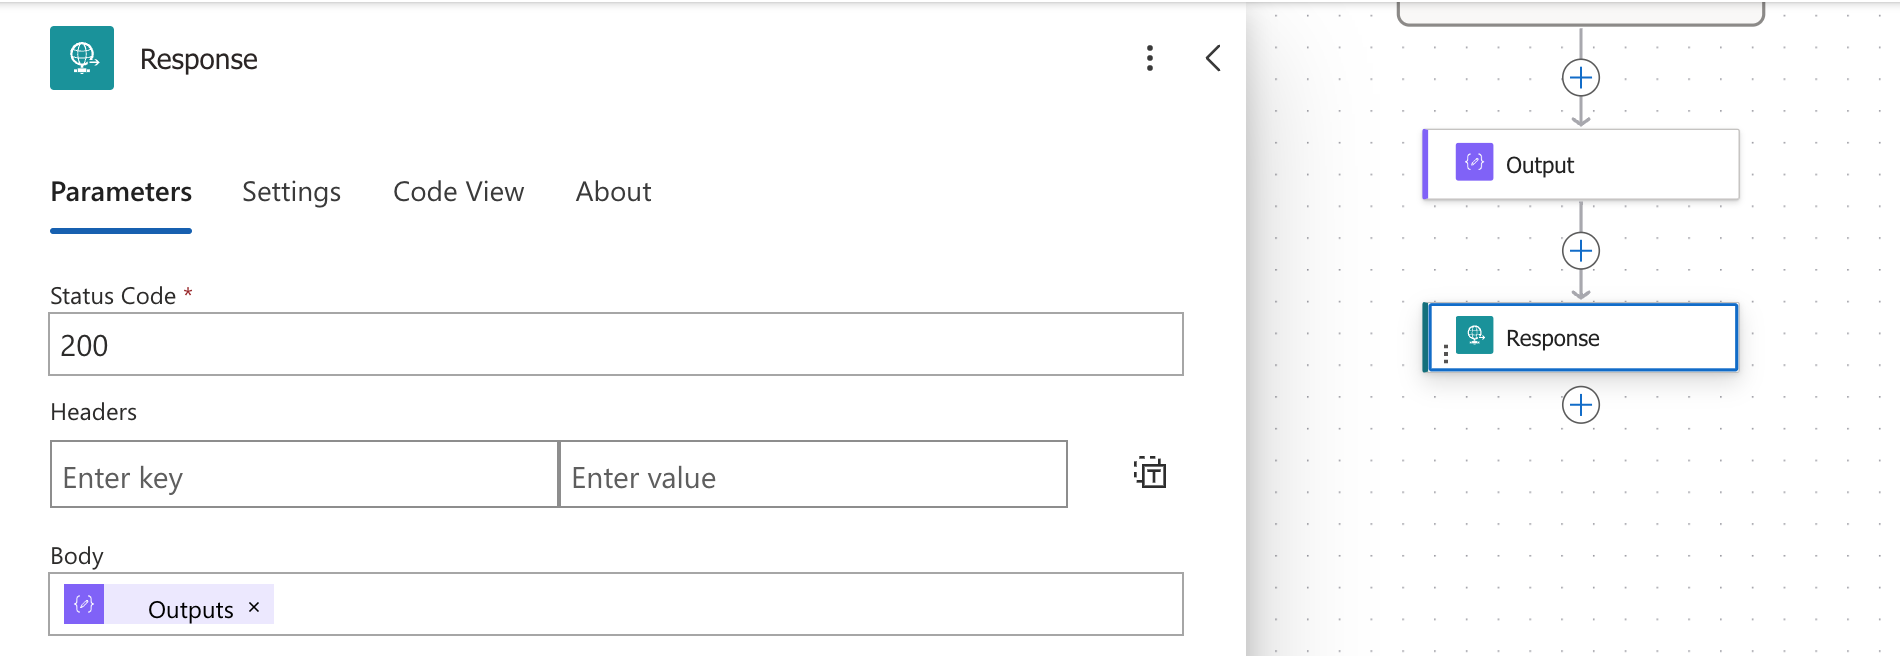 Response
Parameters Settings Code View About
Status Code *
200
Headers
Enter key Enter value
Body
Outputs ×
Output
Response